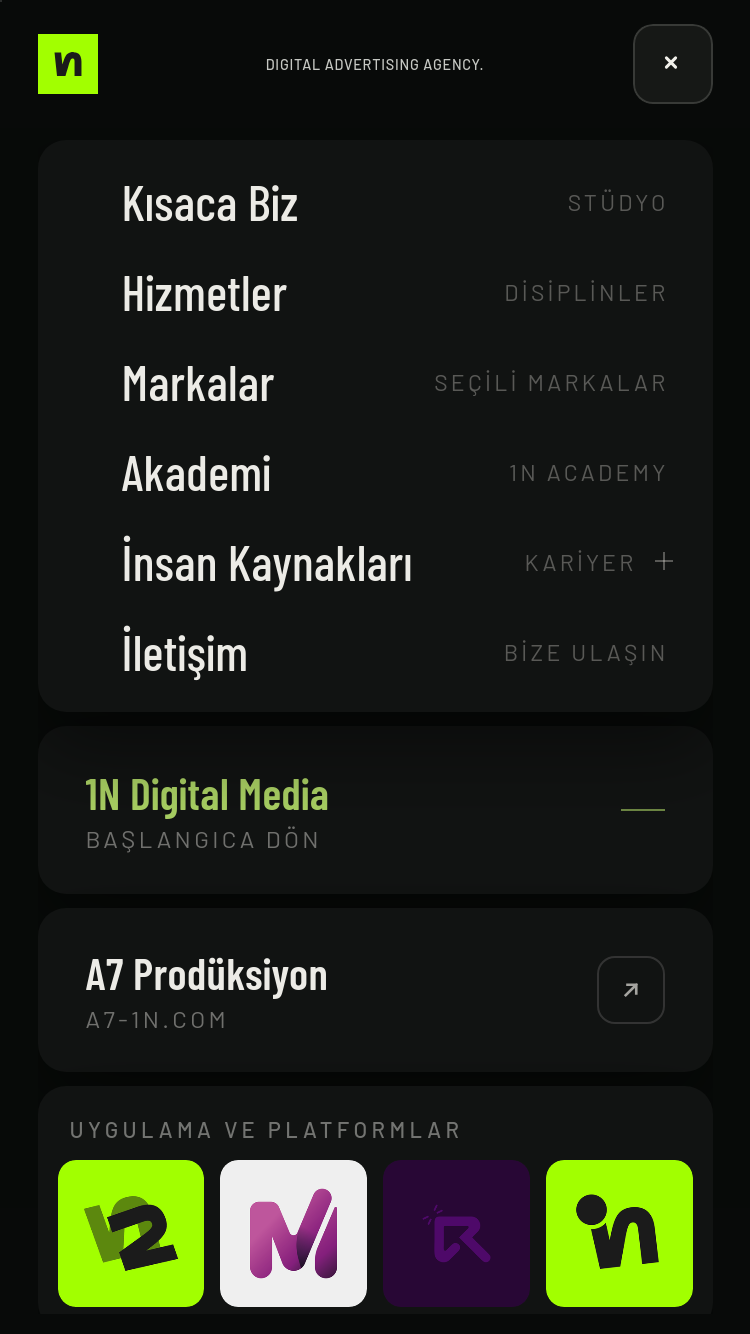 n
DIGITAL ADVERTISING AGENCY.
Kısaca Biz
STÜDYO
Hizmetler
DİSİPLİNLER
Markalar
SEÇİLİ MARKALAR
Akademi
1N ACADEMY
İnsan Kaynakları
KARİYER
İletişim
BİZE ULAŞIN
1N Digital Media
BAŞLANGICA DÖN
A7 Prodüksiyon
A7-1N.COM
UYGULAMA VE PLATFORMLAR
n2
M
in